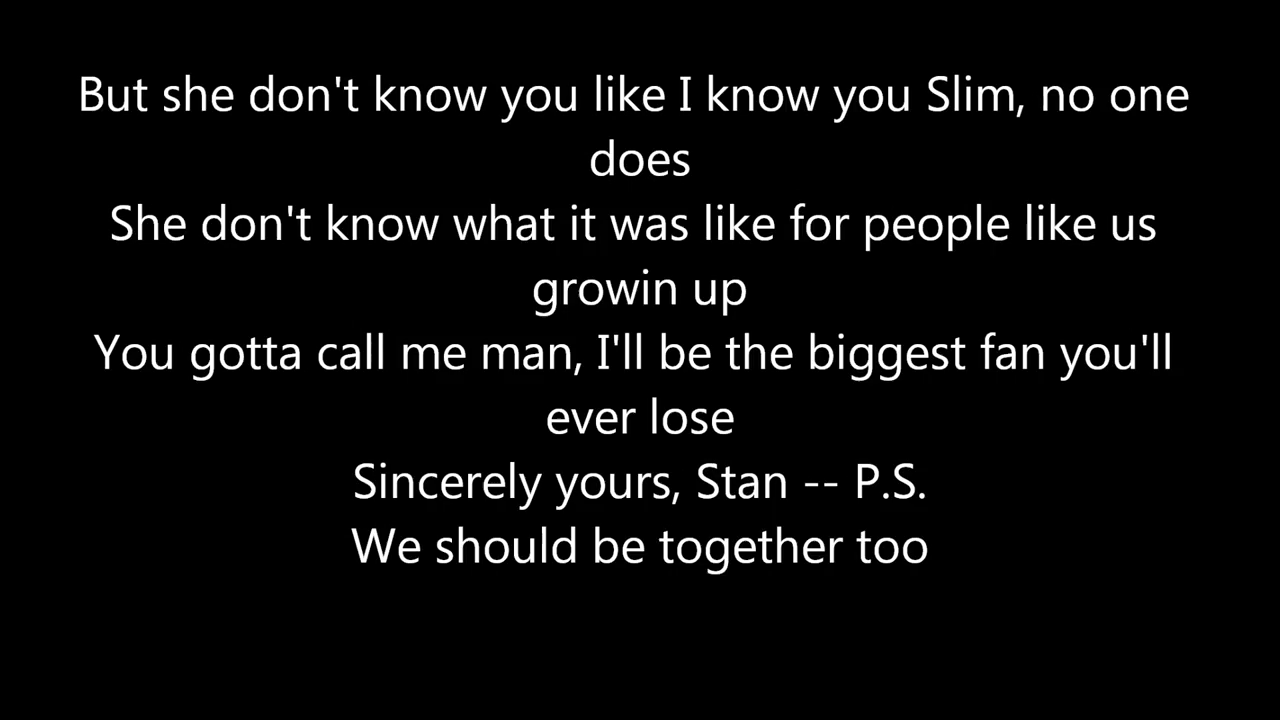 But she don't know you like I know you Slim, no one
does
She don't know what it was like for people like us
growin up
You gotta call me man, I'll be the biggest fan you'll
ever lose
Sincerely yours, Stan -- P.S.
We should be together too